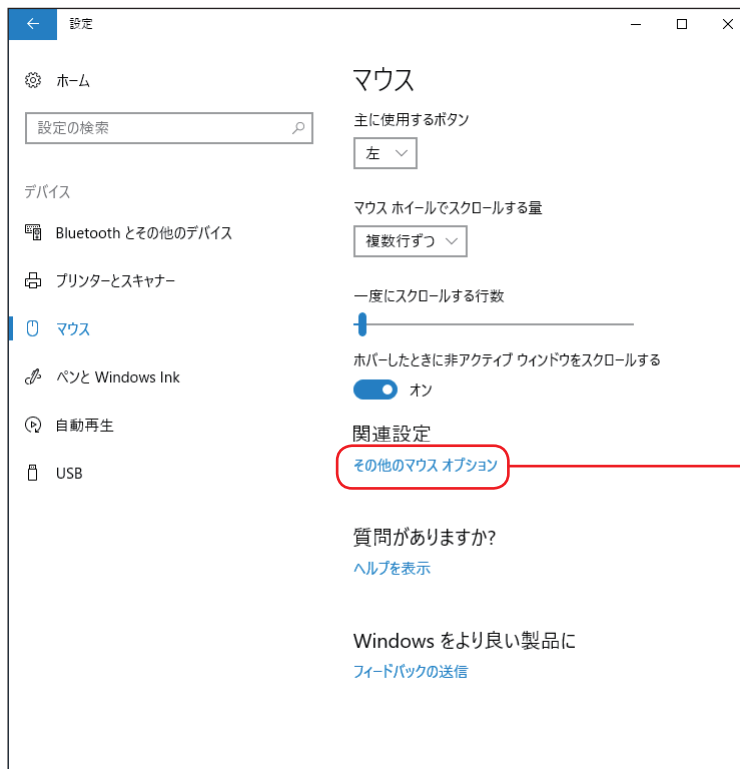 設定
ホーム
設定の検索
デバイス
Bluetooth とその他のデバイス
プリンターとスキャナー
マウス
ペンと Windows Ink
自動再生
USB
マウス
主に使用するボタン
左
マウス ホイールでスクロールする量
複数行ずつ
一度にスクロールする行数
ホバーしたときに非アクティブ ウィンドウをスクロールする
オン
関連設定
その他のマウス オプション
質問がありますか?
ヘルプを表示
Windows をより良い製品に
フィードバックの送信